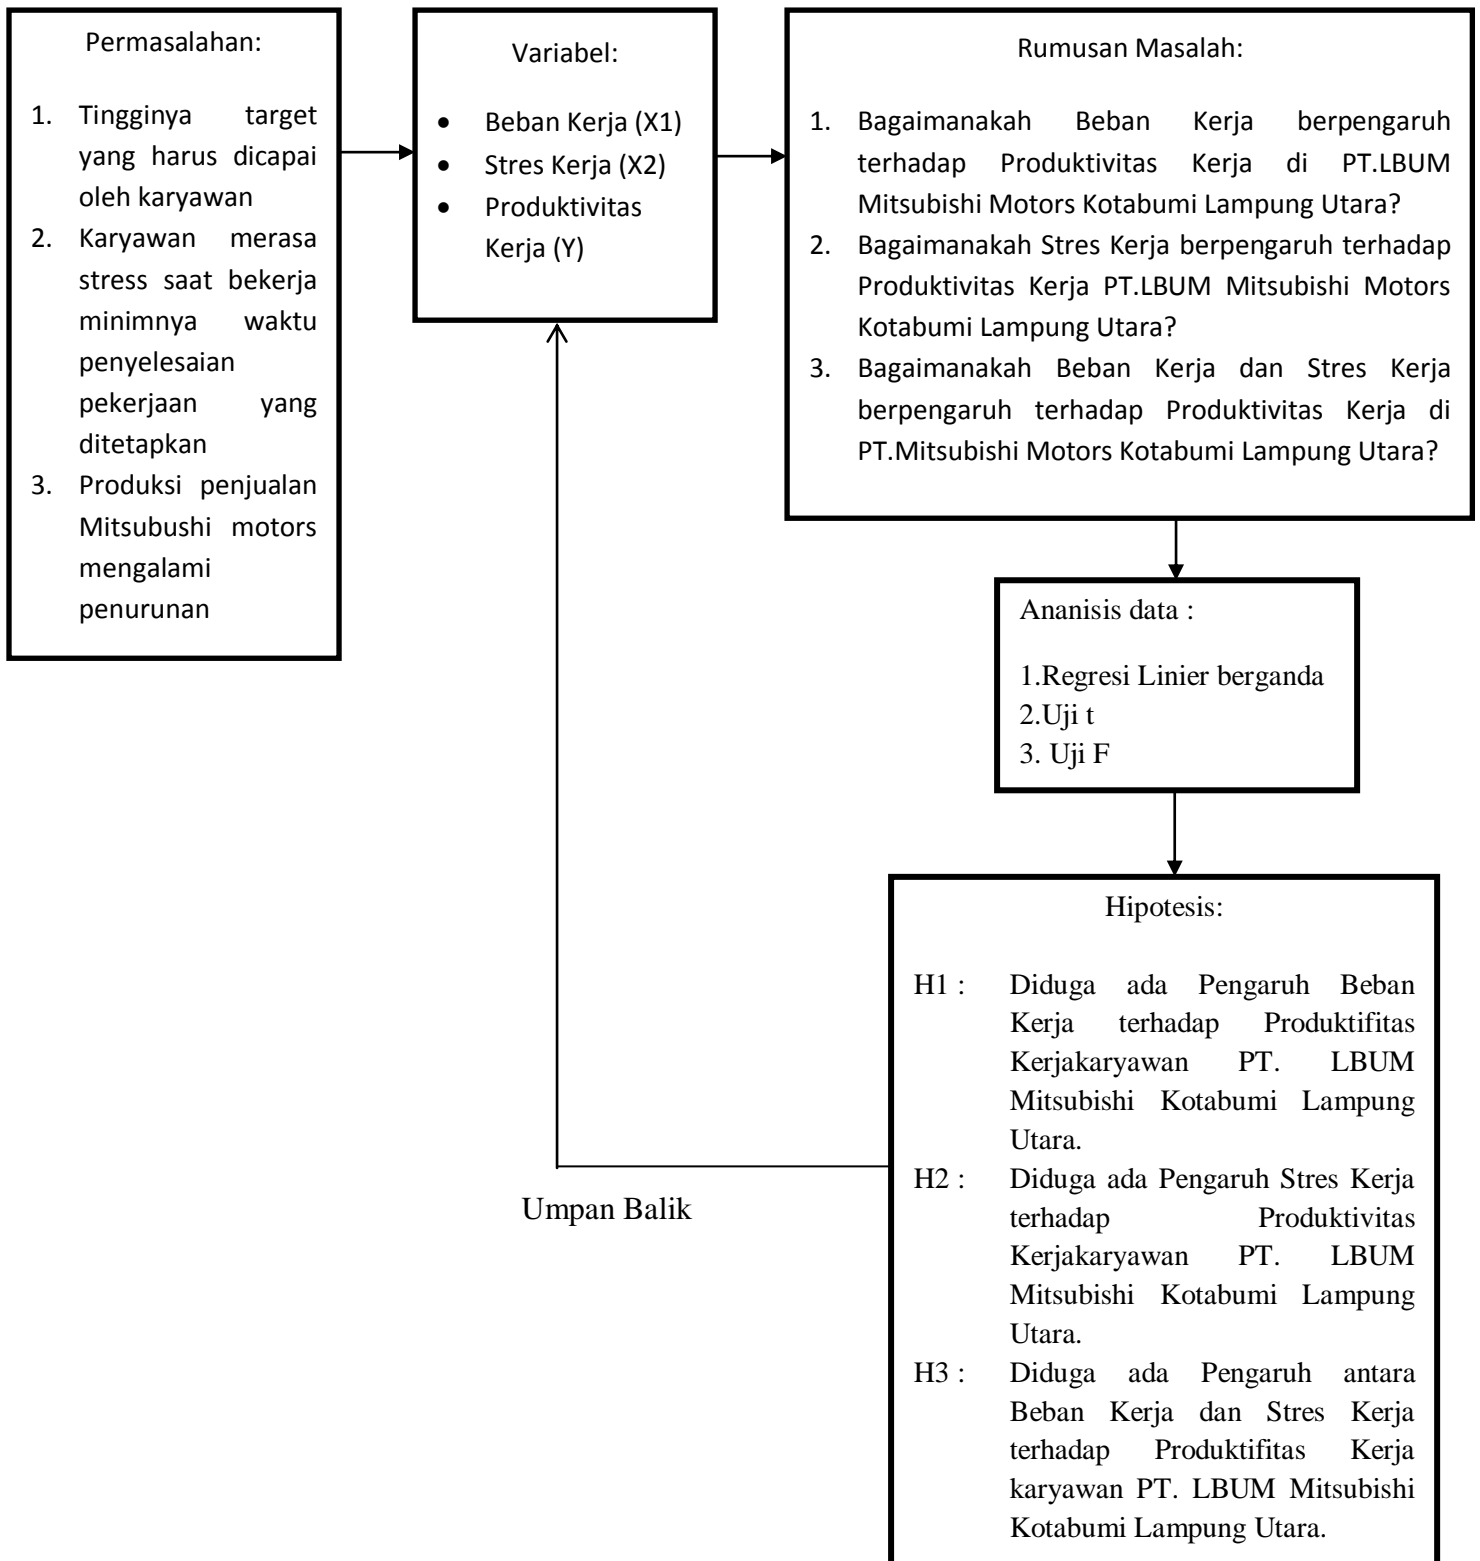 Permasalahan:
1. Tingginya target
yang harus dicapai
oleh karyawan
2. Karyawan merasa
stress saat bekerja
minimnya waktu
penyelesaian
pekerjaan yang
ditetapkan
3. Produksi penjualan
Mitsubushi motors
mengalami
penurunan
Variabel:
• Beban Kerja (X1)
• Stres Kerja (X2)
• Produktivitas
Kerja (Y)
Rumusan Masalah:
1. Bagaimanakah Beban Kerja berpengaruh
terhadap Produktivitas Kerja di PT.LBUM
Mitsubishi Motors Kotabumi Lampung Utara?
2. Bagaimanakah Stres Kerja berpengaruh terhadap
Produktivitas Kerja PT.LBUM Mitsubishi Motors
Kotabumi Lampung Utara?
3. Bagaimanakah Beban Kerja dan Stres Kerja
berpengaruh terhadap Produktivitas Kerja di
PT.Mitsubishi Motors Kotabumi Lampung Utara?
Ananisis data :
1.Regresi Linier berganda
2.Uji t
3. Uji F
Hipotesis:
H1 : Diduga ada Pengaruh Beban
Kerja terhadap Produktifitas
Kerjakaryawan PT. LBUM
Mitsubishi Kotabumi Lampung
Utara.
H2 : Diduga ada Pengaruh Stres Kerja
terhadap Produktivitas
Kerjakaryawan PT. LBUM
Mitsubishi Kotabumi Lampung
Utara.
H3 : Diduga ada Pengaruh antara
Beban Kerja dan Stres Kerja
terhadap Produktifitas Kerja
karyawan PT. LBUM Mitsubishi
Kotabumi Lampung Utara.
Umpan Balik